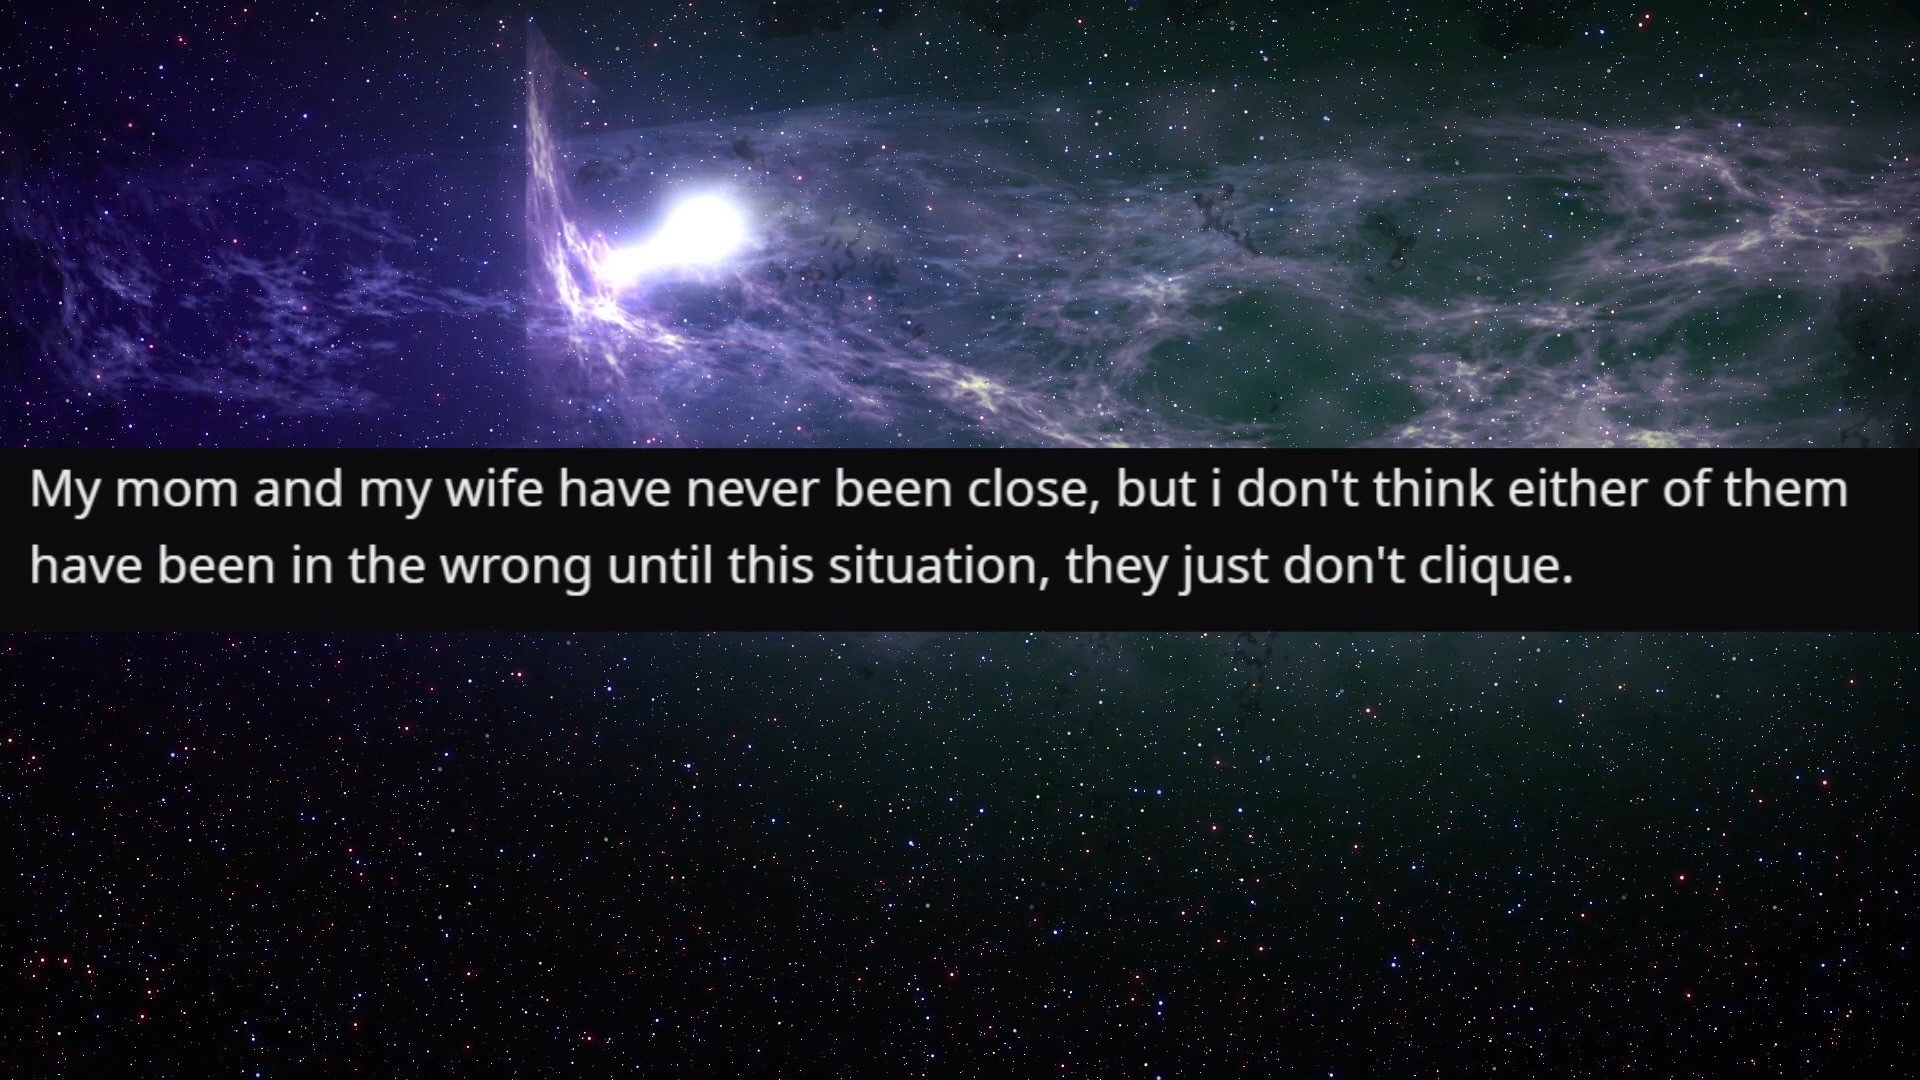 My mom and my wife have never been close, but i don't think either of them
have been in the wrong until this situation, they just don't clique.